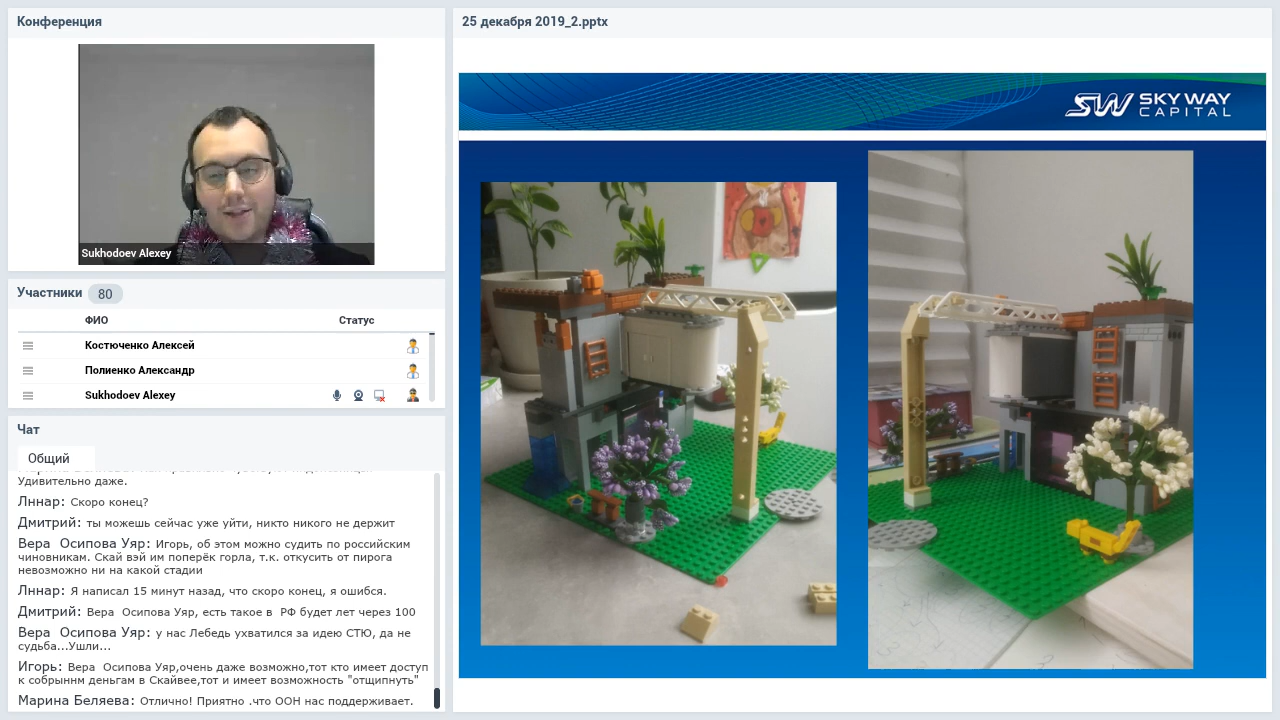 Конференция
Sukhodoev Alexey
Участники 80
ФИО Статус
Костюченко Алексей
Полиенко Александр
Sukhodoev Alexey
Чат
Общий
Удивительно даже.
Лннар: Скоро конец?
Дмитрий: ты можешь сейчас уже уйти, никто никого не держит
Вера Осипова Уяр: Игорь, об этом можно судить по российским
чиновникам. Скай вэй им поперёк горла, т.к. откусить от пирога
невозможно ни на какой стадии
Лннар: Я написал 15 минут назад, что скоро конец, я ошибся.
Дмитрий: Вера Осипова Уяр, есть такое в РФ будет лет через 100
Вера Осипова Уяр: у нас Лебедь ухватился за идею СТЮ, да не
судьба...Ушли...
Игорь: Вера Осипова Уяр,очень даже возможно,тот кто имеет доступ
к собрыннм деньгам в Скайвее,тот и имеет возможность "отщипнуть"
Марина Беляева: Отлично! Приятно .что ООН нас поддерживает.
25 декабря 2019_2.pptx
SW SKY WAY
CAPITAL